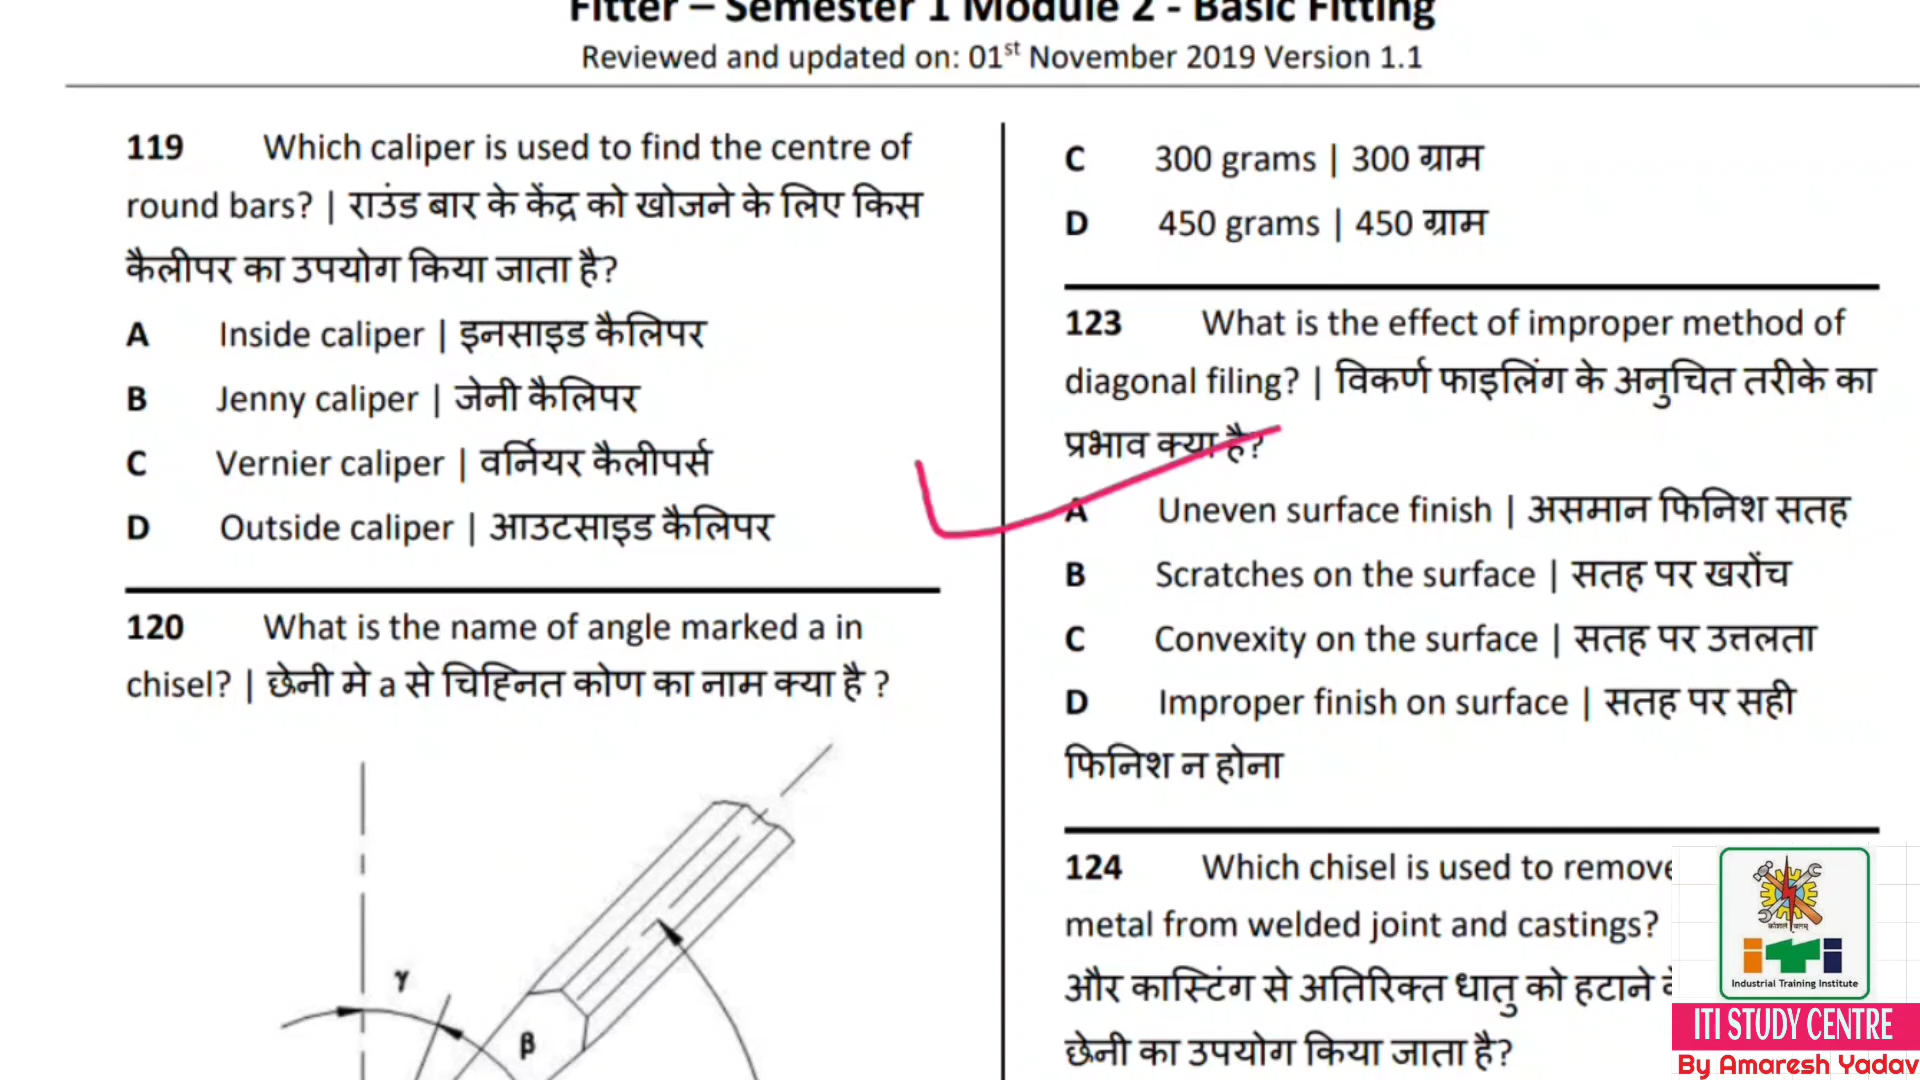 Fitter – Semester 1 Module 2 - Basic Fitting
Reviewed and updated on: 01st November 2019 Version 1.1
119 Which caliper is used to find the centre of
round bars? | राउंड बार के केंद्र को खोजने के लिए किस
कैलीपर का उपयोग किया जाता है?
A Inside caliper | इनसाइड कैलिपर
B Jenny caliper | जेनी कैलिपर
C Vernier caliper | वर्नियर कैलीपर्स
D Outside caliper | आउटसाइड कैलिपर
120 What is the name of angle marked a in
chisel? | छेनी मे a से चिह्नित कोण का नाम क्या है ?
γ
β
C 300 grams | 300 ग्राम
D 450 grams | 450 ग्राम
123 What is the effect of improper method of
diagonal filing? | विकर्ण फाइलिंग के अनुचित तरीके का
प्रभाव क्या है?
A Uneven surface finish | असमान फिनिश सतह
B Scratches on the surface | सतह पर खरोंच
C Convexity on the surface | सतह पर उत्तलता
D Improper finish on surface | सतह पर सही
फिनिश न होना
124 Which chisel is used to remove
metal from welded joint and castings?
और कास्टिंग से अतिरिक्त धातु को हटाने
छेनी का उपयोग किया जाता है?
iTi
Industrial Training Institute
ITI STUDY CENTRE
By Amaresh Yadav